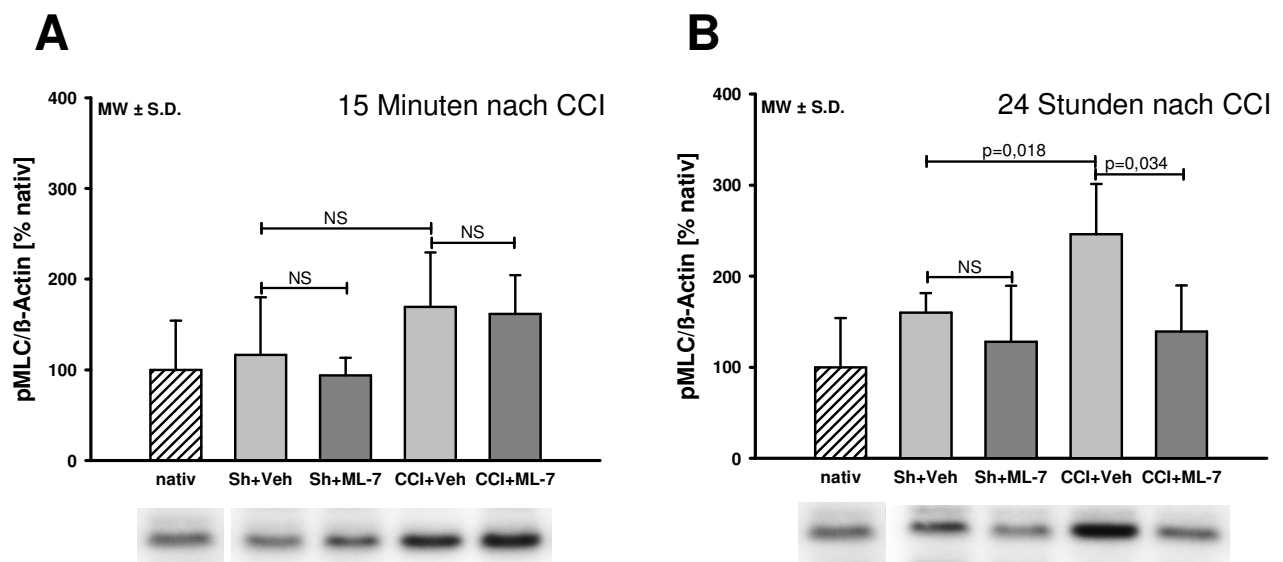 A
MW ± S.D.
15 Minuten nach CCI
pMLC/ß-Actin [% nativ]
400
300
200
100
0
NS
NS
NS
nativ
Sh+Veh
Sh+ML-7
CCI+Veh
CCI+ML-7
B
MW ± S.D.
24 Stunden nach CCI
pMLC/ß-Actin [% nativ]
400
300
200
100
0
p=0,018
p=0,034
NS
nativ
Sh+Veh
Sh+ML-7
CCI+Veh
CCI+ML-7